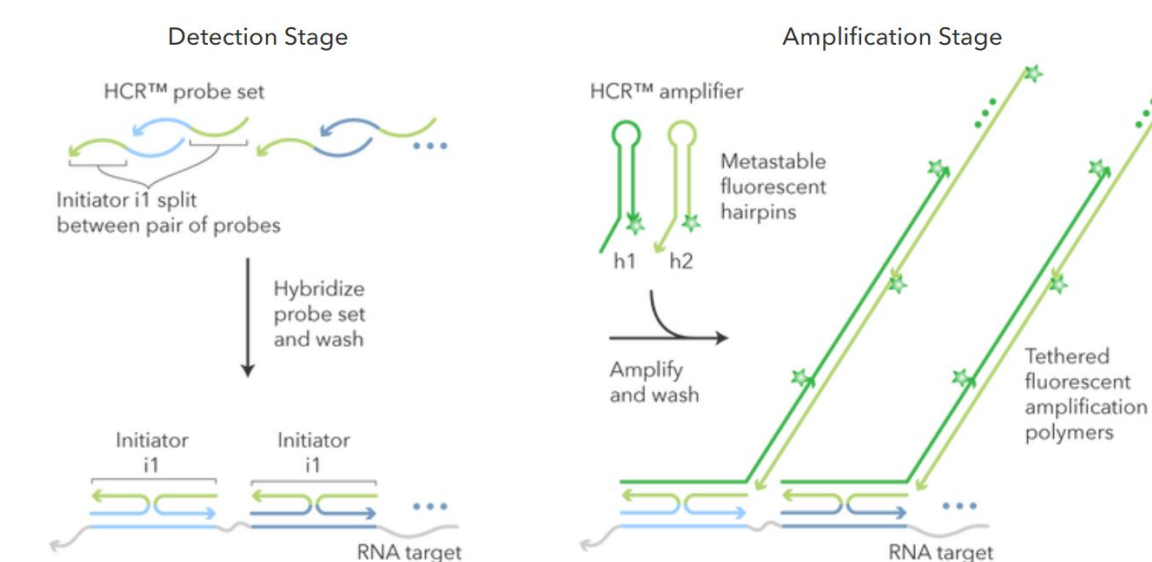 Detection Stage
HCR™ probe set
Initiator i1 split
between pair of probes
Hybridize
probe set
and wash
Initiator
i1
Initiator
i1
RNA target
Amplification Stage
HCR™ amplifier
Metastable
fluorescent
hairpins
h1
h2
Amplify
and wash
Tethered
fluorescent
amplification
polymers
RNA target